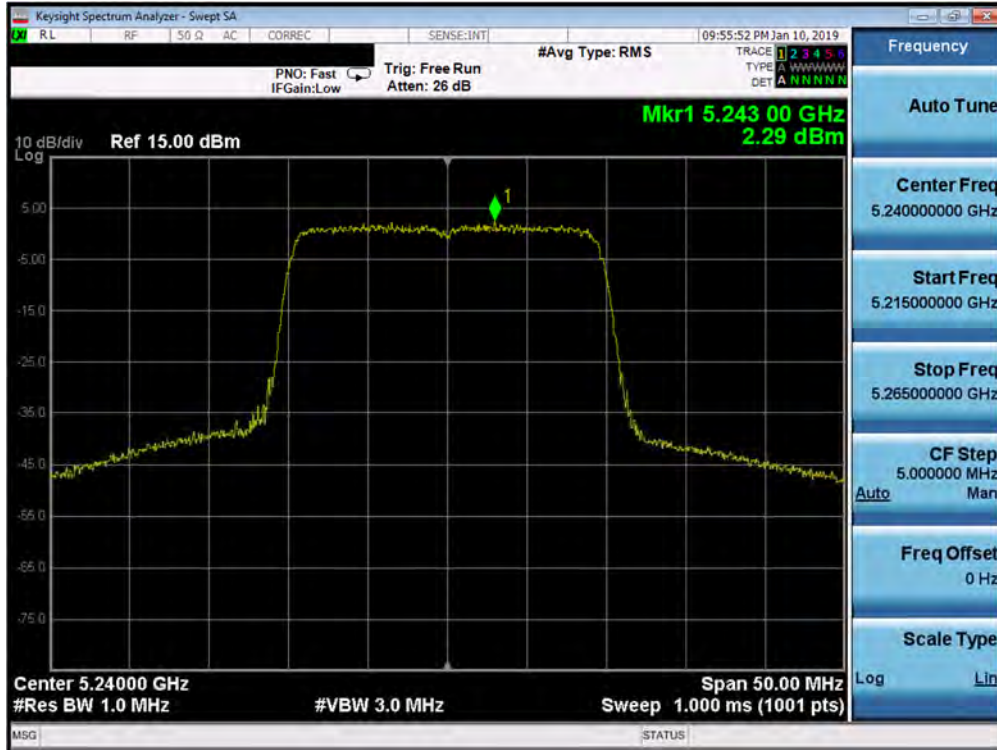 Keysight Spectrum Analyzer - Swept SA
LXI RL RF 50 Ω AC CORREC SENSE:INT 09:55:52 PM Jan 10, 2019
#Avg Type: RMS
TRACE 1 2 3 4 5 6
PNO: Fast Trig: Free Run
TYPE A WWWWW
IFGain:Low Atten: 26 dB
DET A N N N N N
Mkr1 5.243 00 GHz
2.29 dBm
10 dB/div Ref 15.00 dBm
Log
1
5.00
-5.00
-15.0
-25.0
-35.0
-45.0
-55.0
-65.0
-75.0
Center 5.24000 GHz
Span 50.00 MHz
#Res BW 1.0 MHz
#VBW 3.0 MHz
Sweep 1.000 ms (1001 pts)
MSG
STATUS
Frequency
Auto Tune
Center Freq
5.240000000 GHz
Start Freq
5.215000000 GHz
Stop Freq
5.265000000 GHz
CF Step
5.000000 MHz
Auto Man
Freq Offset
0 Hz
Scale Type
Log Lin